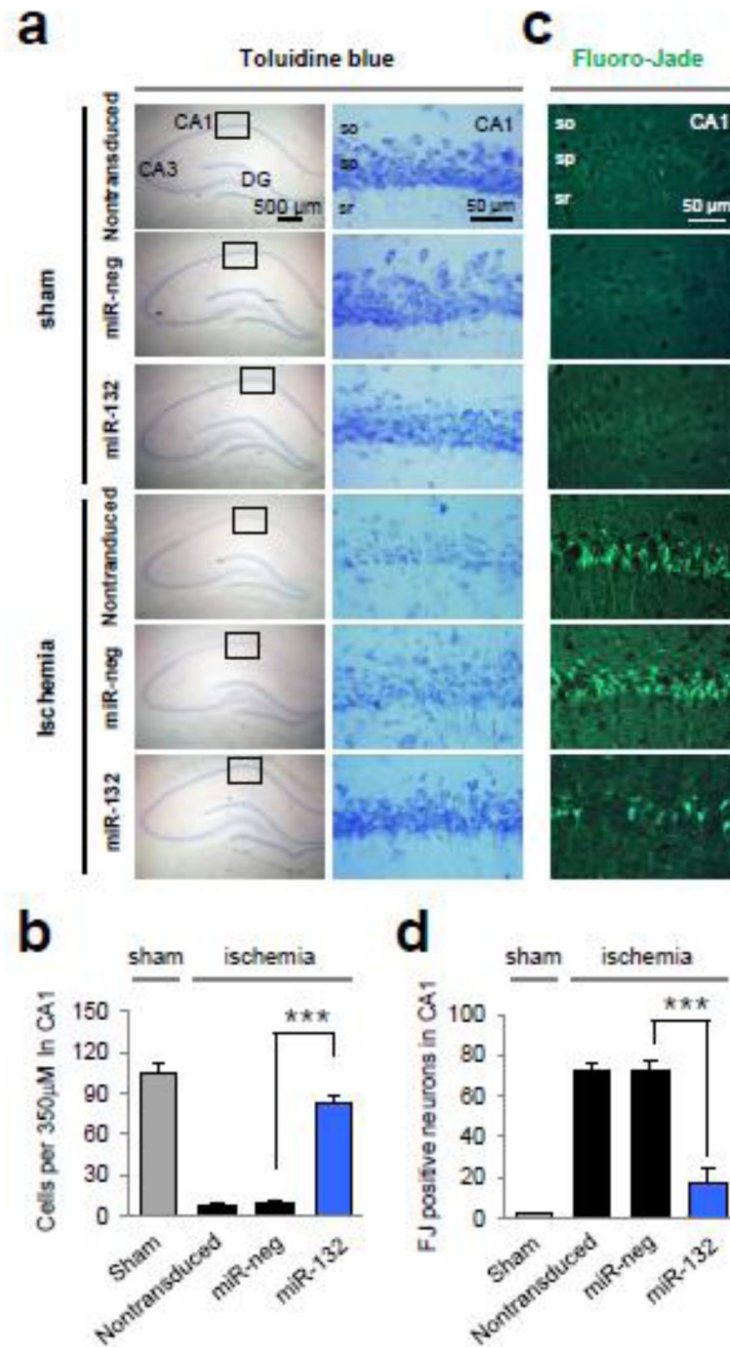 a
c
Toluidine blue
Fluoro-Jade
sham
Nontransduced
CA1
CA3
DG
500 µm
so
sp
sr
CA1
50 µm
so
sp
sr
CA1
50 µm
miR-neg
miR-132
Ischemia
Nontranduced
miR-neg
miR-132
b
sham ischemia
Cells per 350µM In CA1
150
120
90
60
30
0
***
Sham
Nontransduced
miR-neg
miR-132
d
sham ischemia
FJ positive neurons in CA1
100
80
60
40
20
0
***
Sham
Nontransduced
miR-neg
miR-132